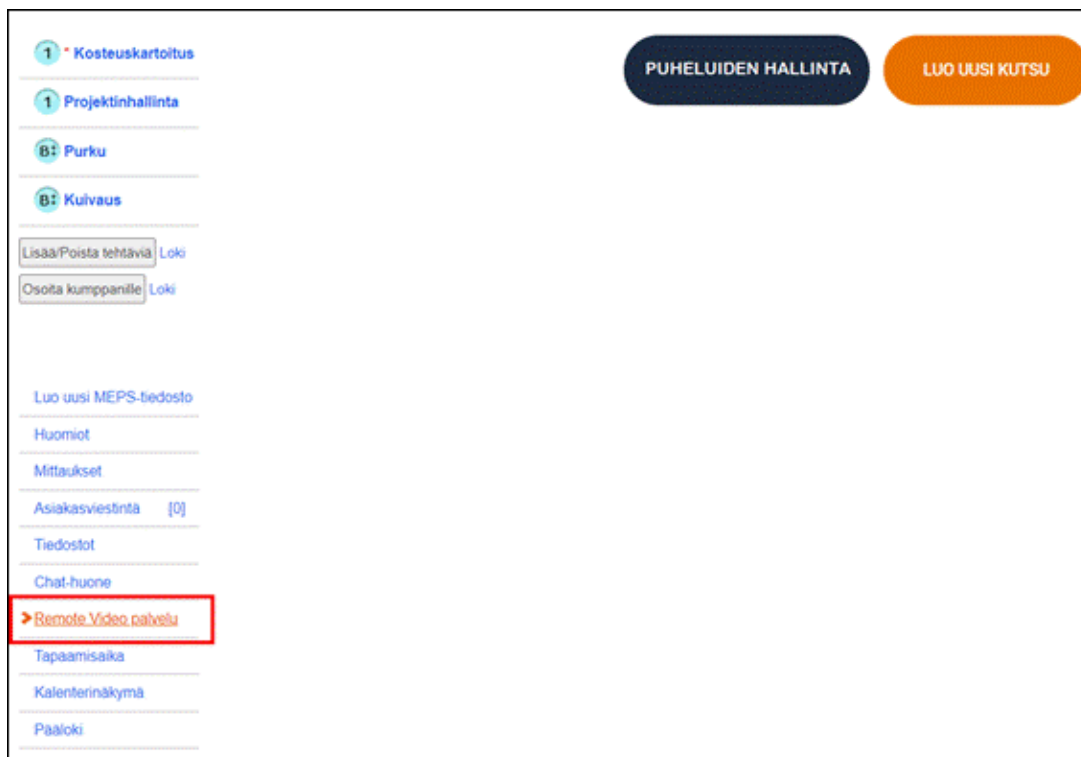 1 * Kosteuskartoitus
PUHELUIDEN HALLINTA
LUO UUSI KUTSU
1 Projektinhallinta
B: Purku
B: Kuivaus
Lisää/Poista tehtäviä Loki
Osoita kumppanille Loki
Luo uusi MEPS-tiedosto
Huomiot
Mittaukset
Asiakasviestintä [0]
Tiedostot
Chat-huone
Remote Video palvelu
Tapaamisaika
Kalenterinäkymä
Pääloki